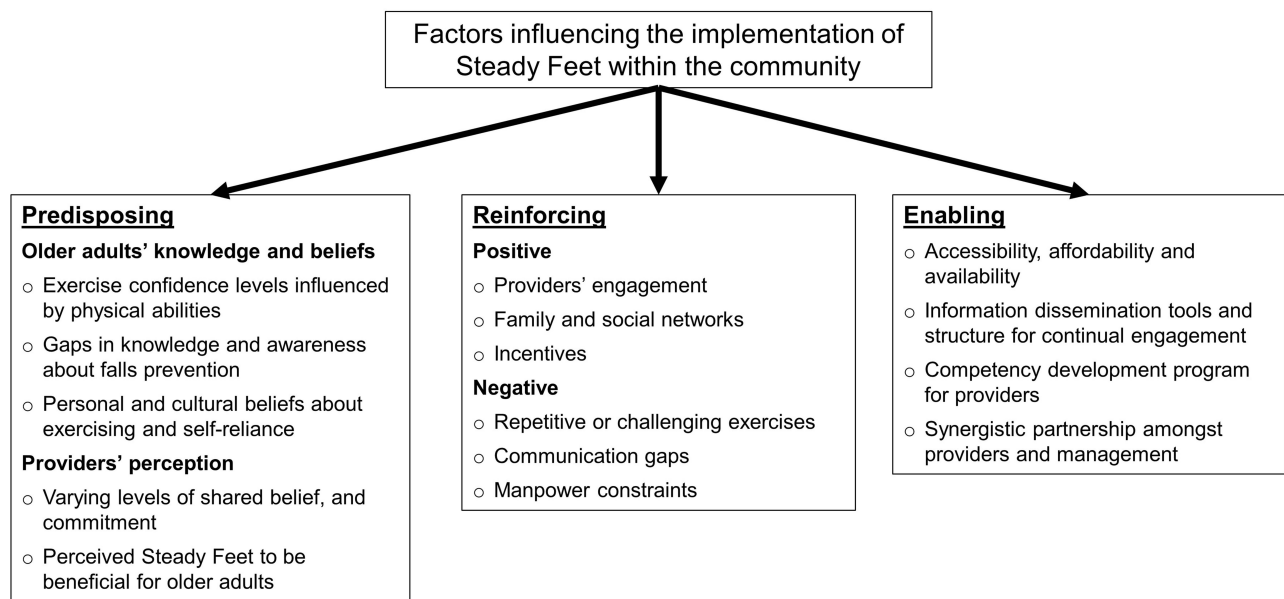 Factors influencing the implementation of
Steady Feet within the community
Predisposing
Older adults’ knowledge and beliefs
○ Exercise confidence levels influenced
by physical abilities
○ Gaps in knowledge and awareness
about falls prevention
○ Personal and cultural beliefs about
exercising and self-reliance
Providers’ perception
○ Varying levels of shared belief, and
commitment
○ Perceived Steady Feet to be
beneficial for older adults
Reinforcing
Positive
○ Providers’ engagement
○ Family and social networks
○ Incentives
Negative
○ Repetitive or challenging exercises
○ Communication gaps
○ Manpower constraints
Enabling
○ Accessibility, affordability and
availability
○ Information dissemination tools and
structure for continual engagement
○ Competency development program
for providers
○ Synergistic partnership amongst
providers and management